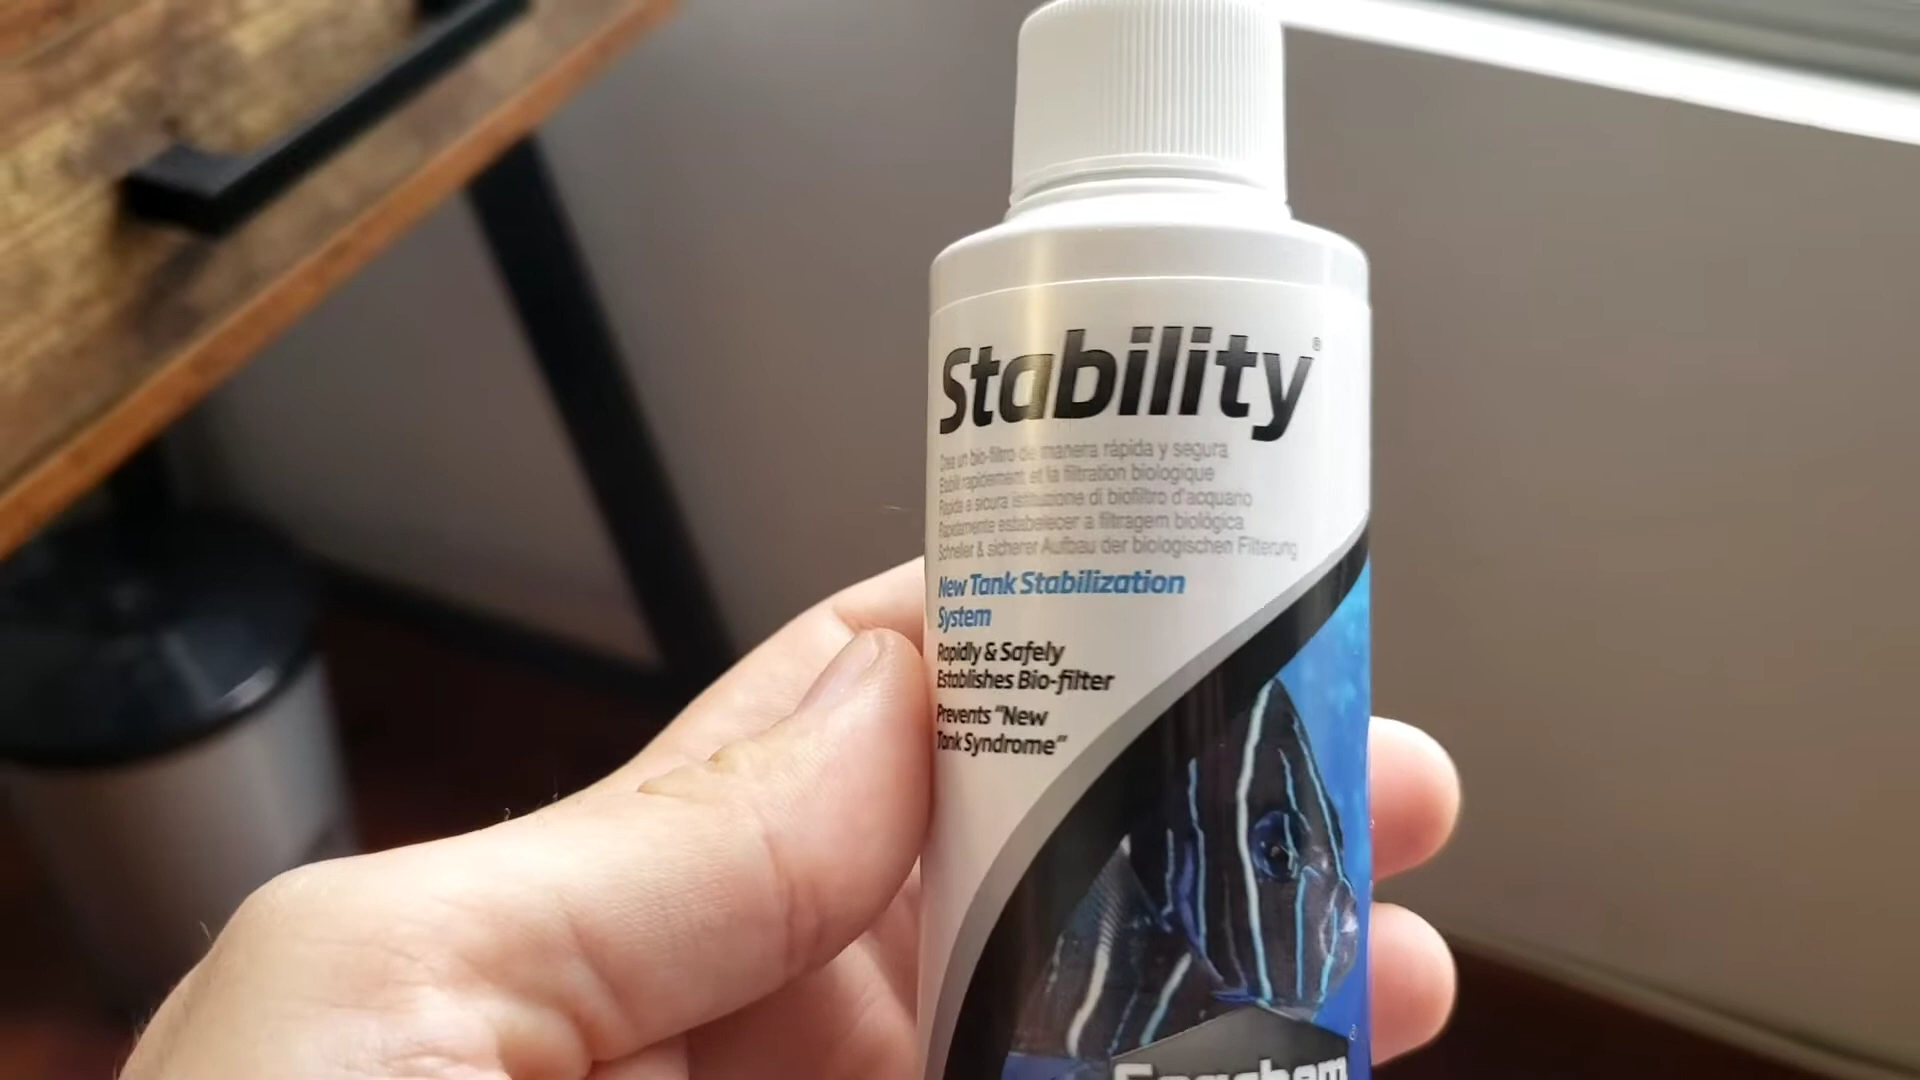 Stability®
Crea un bio-filtro de manera rápida y segura
Établit rapidement et la filtration biologique
Rapida e sicura istituzione di biofiltro d'acquario
Rapidamente estabelecer a filtragem biológica
Schneller & sicherer Aufbau der biologischen Filterung
New Tank Stabilization
System
Rapidly & Safely
Establishes Bio-filter
Prevents "New
Tank Syndrome"
Seachem